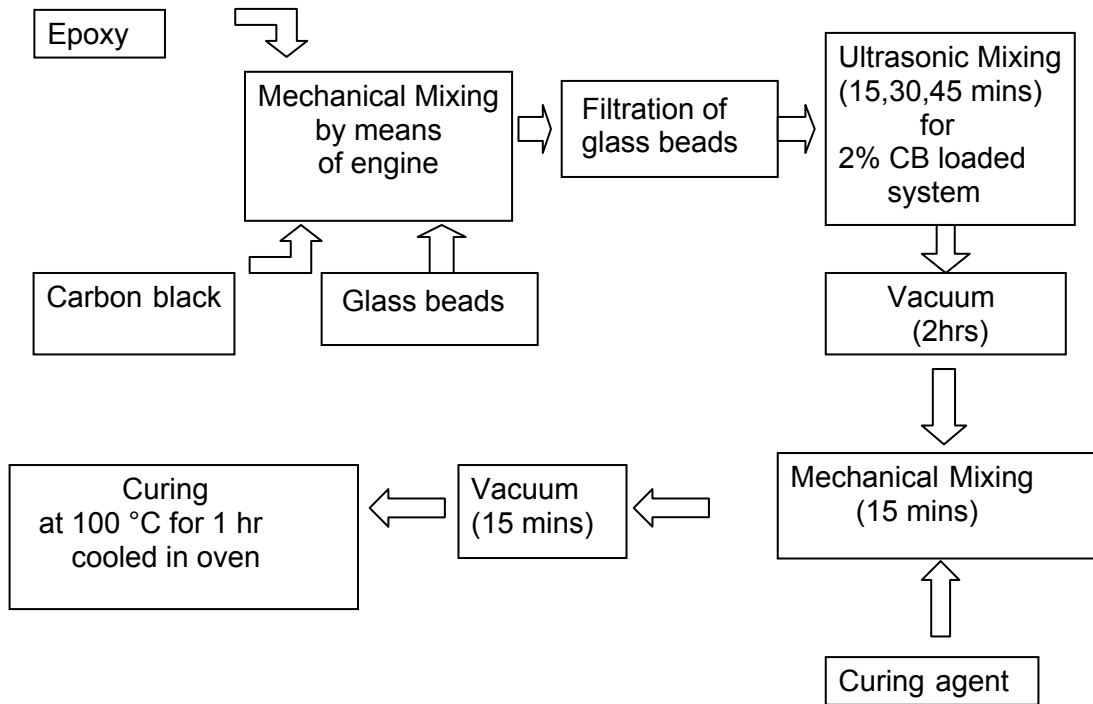 Epoxy
Mechanical Mixing
by means
of engine
Filtration of
glass beads
Ultrasonic Mixing
(15,30,45 mins)
for
2% CB loaded
system
Carbon black
Glass beads
Vacuum
(2hrs)
Mechanical Mixing
(15 mins)
Curing agent
Vacuum
(15 mins)
Curing
at 100 °C for 1 hr
cooled in oven